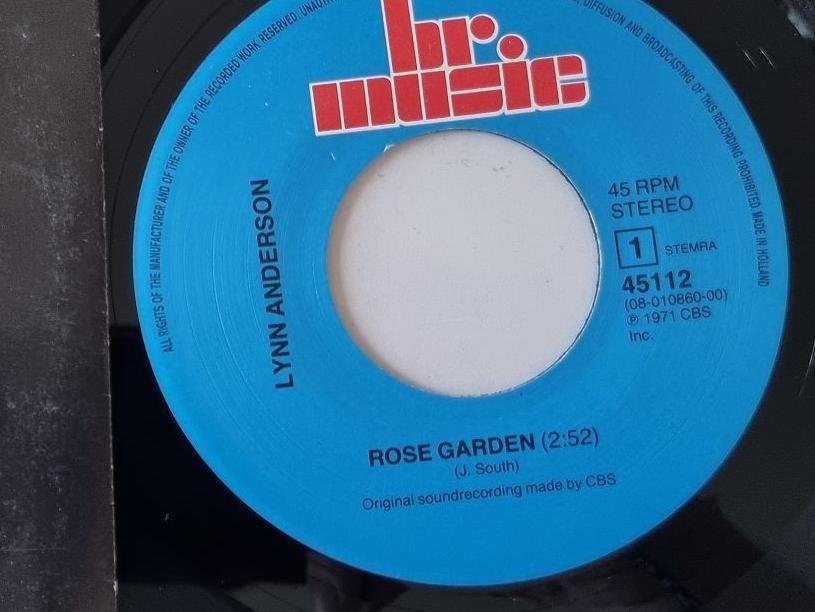 ALL RIGHTS OF THE MANUFACTURER AND OF THE OWNER OF THE RECORDED WORK RESERVED. DIFFUSION AND BROADCASTING OF THIS RECORDING PROHIBITED MADE IN HOLLAND
br.
music
LYNN ANDERSON
45 RPM
STEREO
1 STEMRA
45112
(08-010860-00)
℗ 1971 CBS
Inc.
ROSE GARDEN (2:52)
(J. South)
Original soundrecording made by CBS